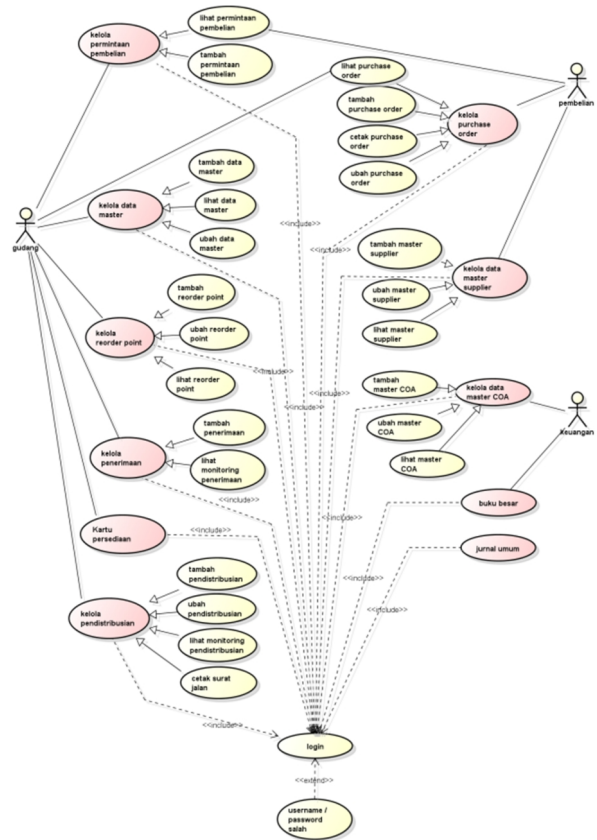 lihat permintaan
pembelian
kelola
permintaan
pembelian
tambah
permintaan
pembelian
lihat purchase
order
tambah
purchase order
cetak purchase
order
ubah purchase
order
kelola
purchase
order
pembelian
tambah data
master
lihat data
master
ubah data
master
kelola data
master
gudang
<<include>>
<<include>>
tambah master
supplier
ubah master
supplier
lihat master
supplier
kelola data
master
supplier
tambah
reorder point
ubah reorder
point
lihat reorder
point
kelola
reorder point
<<include>>
<<include>>
<<include>>
tambah
master COA
ubah master
COA
lihat master
COA
kelola data
master COA
keuangan
tambah
penerimaan
lihat
monitoring
penerimaan
kelola
penerimaan
<<include>>
buku besar
Kartu
persediaan
<<include>>
<<include>>
jurnal umum
tambah
pendistribusian
ubah
pendistribusian
lihat monitoring
pendistribusian
cetak surat
jalan
kelola
pendistribusian
<<include>>
<<include>>
<<include>>
login
<<extend>>
username /
password
salah